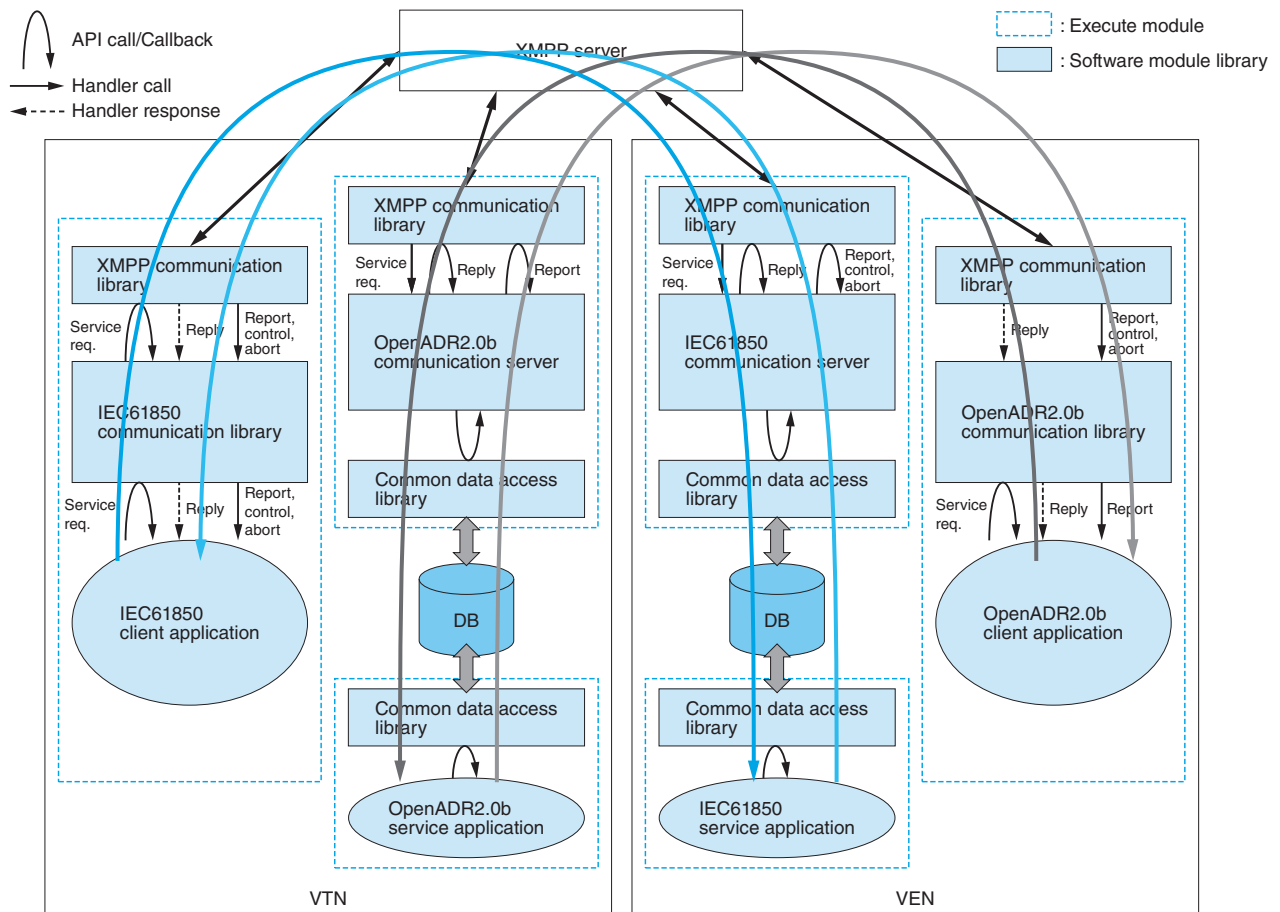 API call/Callback
Handler call
Handler response
XMPP server
: Execute module
: Software module library
XMPP communication
library
Service
req.
Reply
Report,
control,
abort
IEC61850
communication library
Service
req.
Reply
Report,
control,
abort
IEC61850
client application
XMPP communication
library
Service
req.
Reply
Report
OpenADR2.0b
communication server
Common data access
library
DB
Common data access
library
OpenADR2.0b
service application
VTN
XMPP communication
library
Service
req.
Reply
Report,
control,
abort
IEC61850
communication server
Common data access
library
DB
Common data access
library
IEC61850
service application
XMPP communication
library
Reply
Report,
control,
abort
OpenADR2.0b
communication library
Service
req.
Reply
Report
OpenADR2.0b
client application
VEN